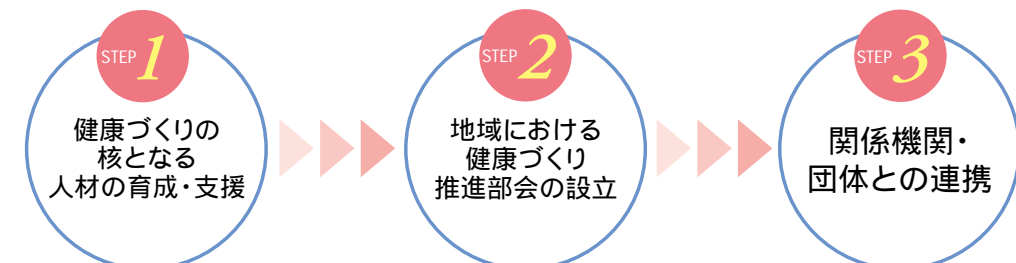 STEP 1
健康づくりの
核となる
人材の育成・支援
STEP 2
地域における
健康づくり
推進部会の設立
STEP 3
関係機関・
団体との連携